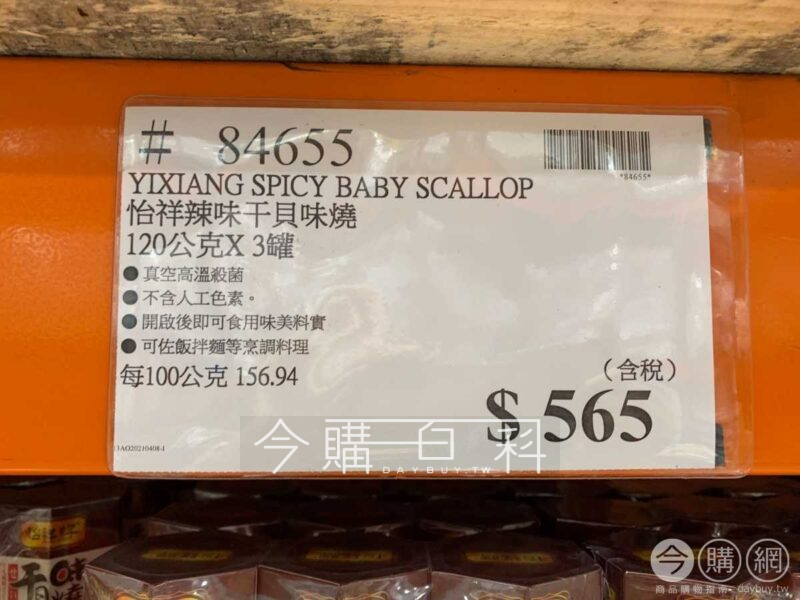 # 84655
*84655*
YIXIANG SPICY BABY SCALLOP
怡祥辣味干貝味燒
120公克X 3罐
● 真空高溫殺菌
● 不含人工色素。
● 開啟後即可食用味美料實
● 可佐飯拌麵等烹調料理
每100公克 156.94
(含稅)
$ 565
今購百科
DAYBUY.TW
今購網
商品購物指南- daybuy.tw